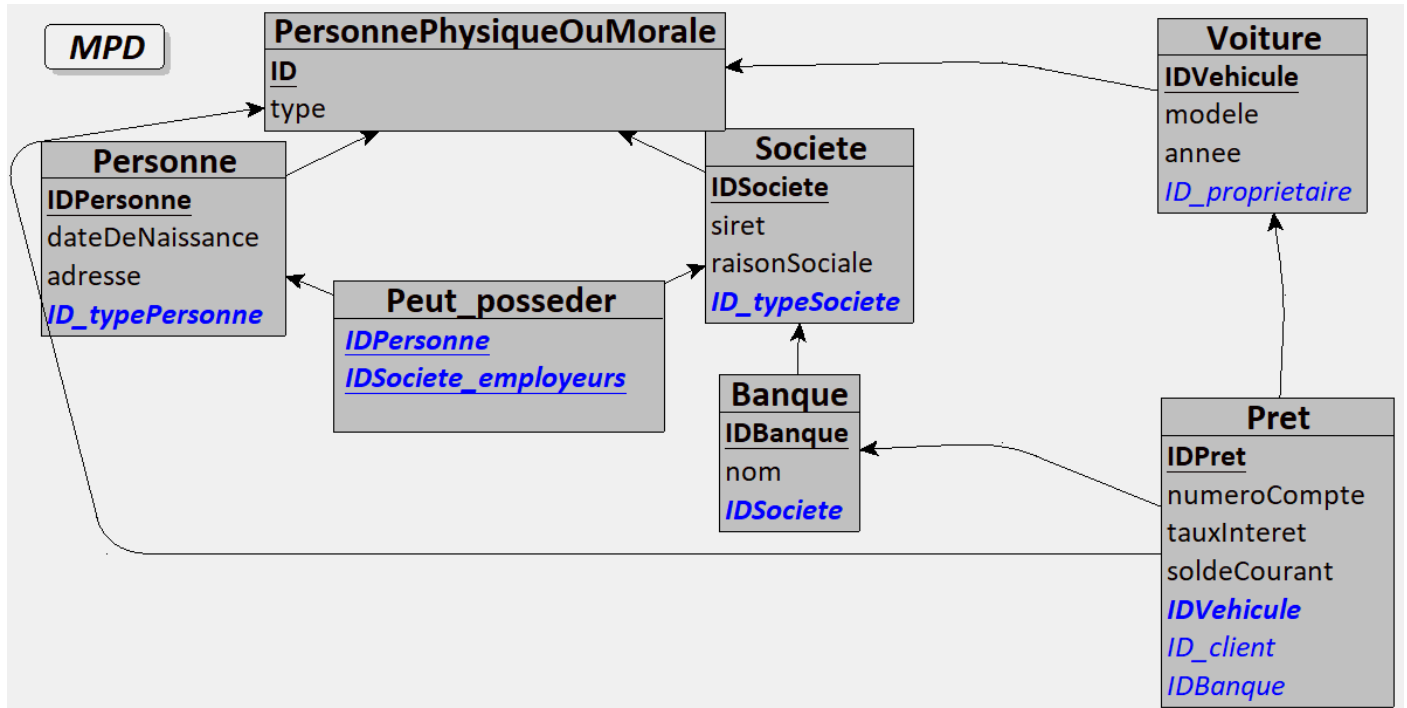 MPD
PersonnePhysiqueOuMorale
ID
type
Voiture
IDVehicule
modele
annee
ID_proprietaire
Personne
IDPersonne
dateDeNaissance
adresse
ID_typePersonne
Societe
IDSociete
siret
raisonSociale
ID_typeSociete
Peut_posseder
IDPersonne
IDSociete_employeurs
Banque
IDBanque
nom
IDSociete
Pret
IDPret
numeroCompte
tauxInteret
soldeCourant
IDVehicule
ID_client
IDBanque